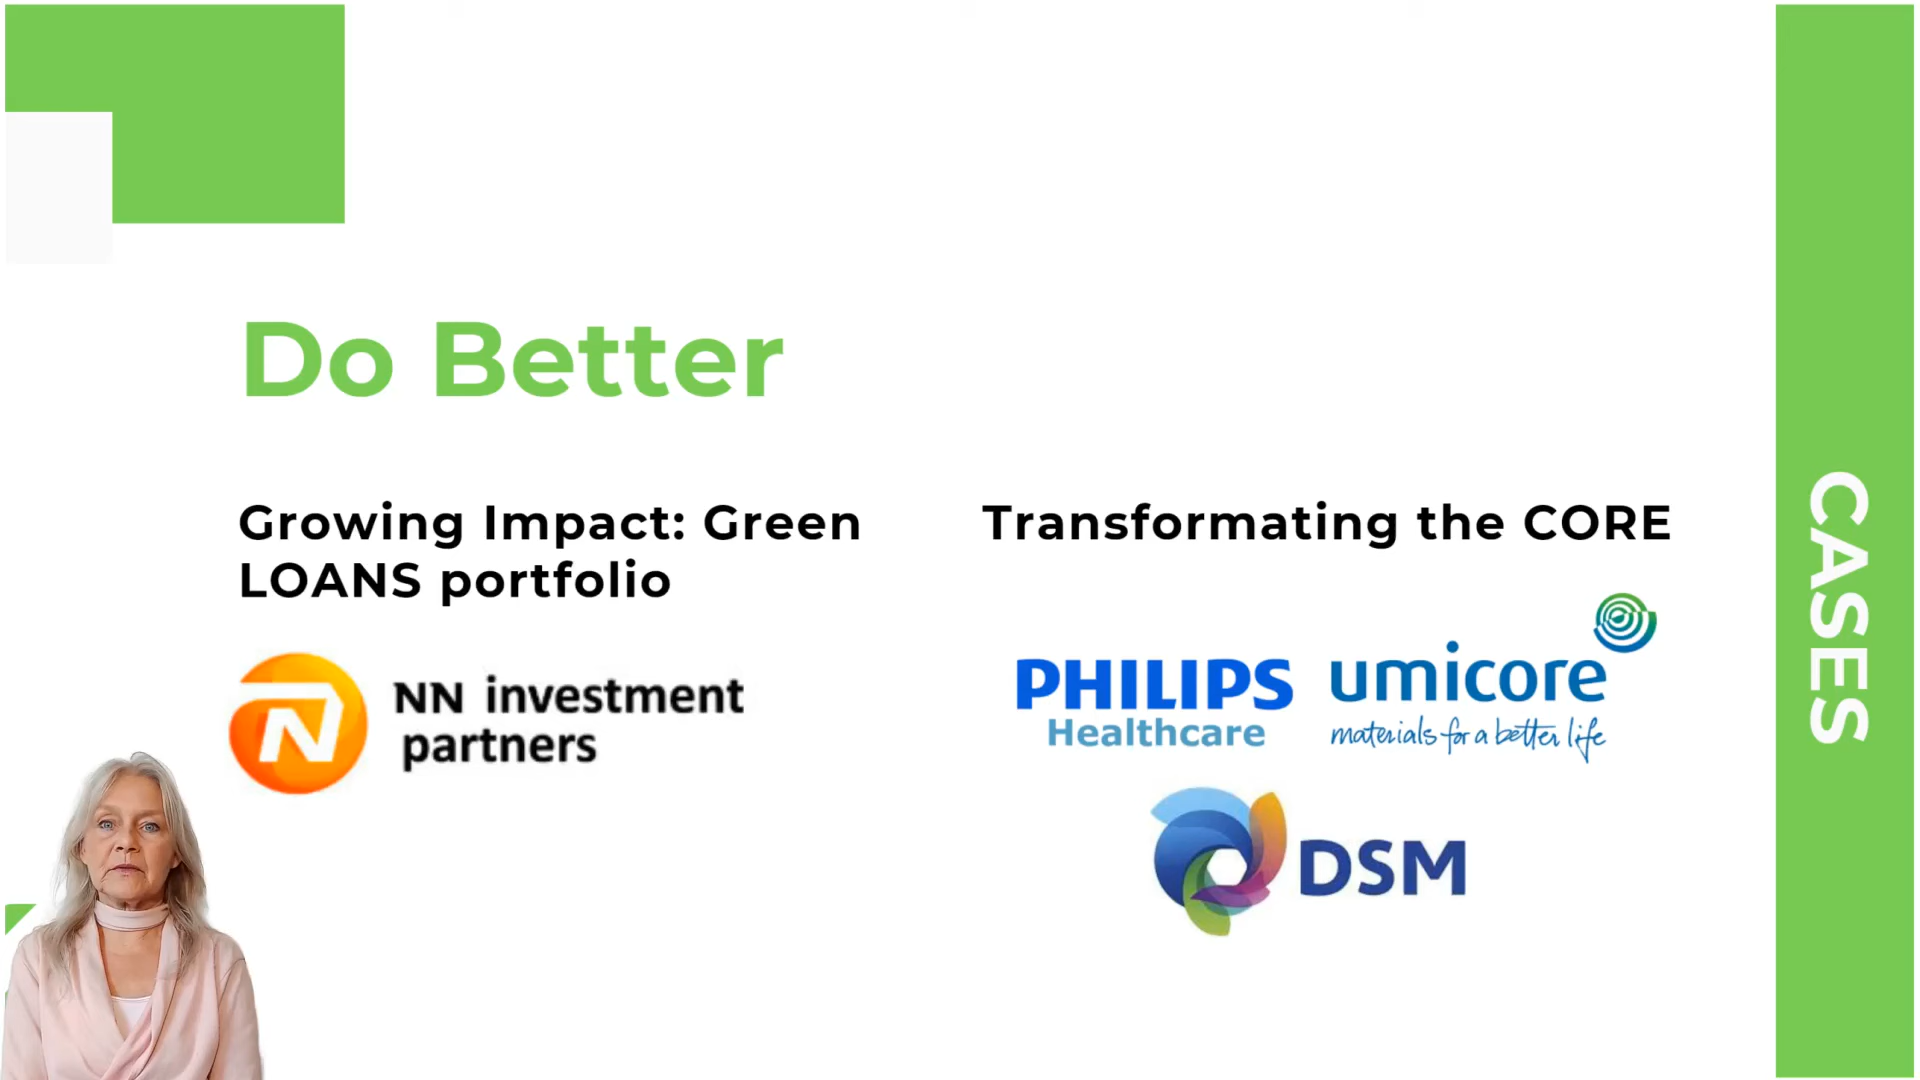 Do Better
Growing Impact: Green
LOANS portfolio
NN investment
partners
Transformating the CORE
PHILIPS
Healthcare
umicore
materials for a better life
DSM
CASES